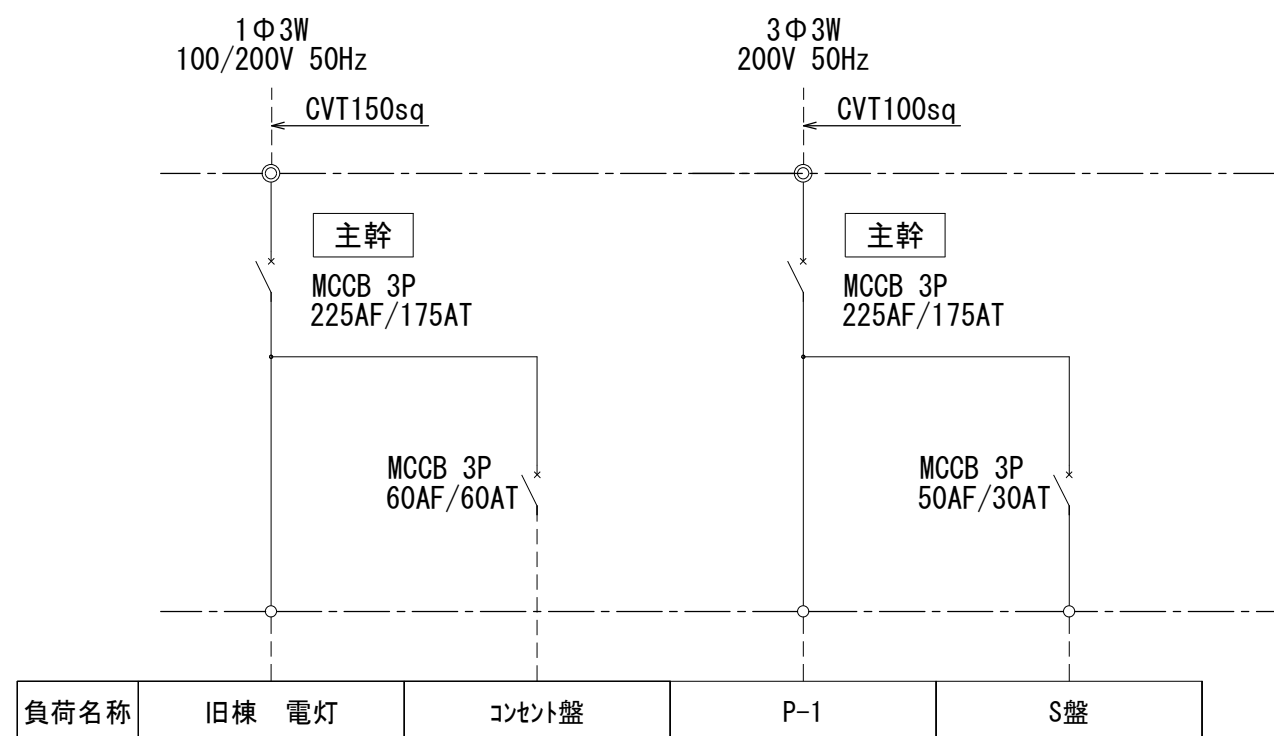 1Φ3W
100/200V 50Hz
CVT150sq
主幹
MCCB 3P
225AF/175AT
MCCB 3P
60AF/60AT
3Φ3W
200V 50Hz
CVT100sq
主幹
MCCB 3P
225AF/175AT
MCCB 3P
50AF/30AT
負荷名称 旧棟 電灯 コンセント盤 P-1 S盤